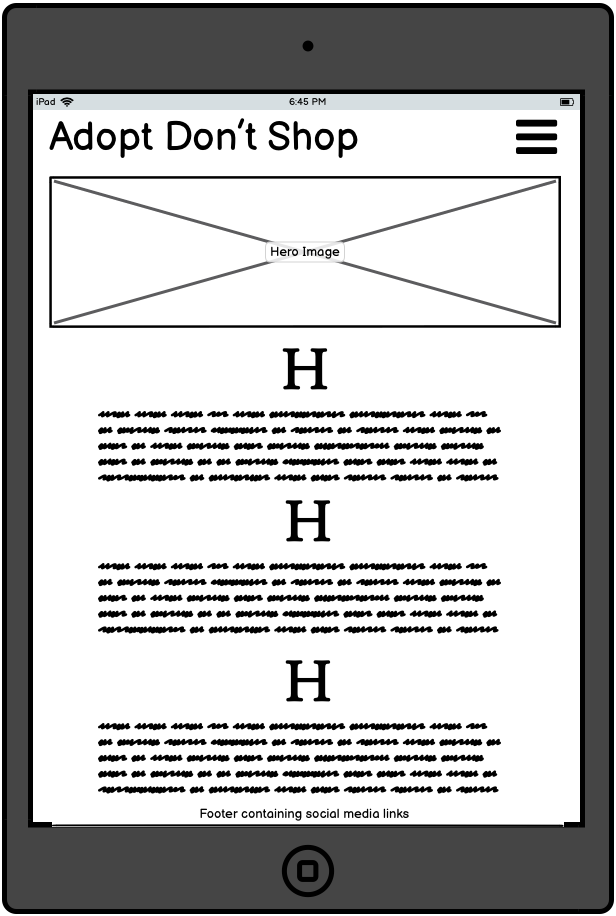 iPad
6:45 PM
Adopt Don't Shop
Hero Image
H
H
H
Footer containing social media links